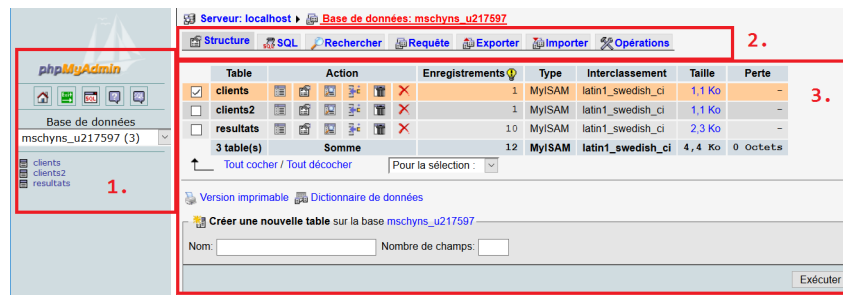 Serveur: localhost ▸ Base de données: mschyns_u217597
Structure SQL Rechercher Requête Exporter Importer Opérations 2.
phpMyAdmin
Base de données
mschyns_u217597 (3)
clients
clients2
resultats
1.
Table Action Enregistrements Type Interclassement Taille Perte
clients 1 MyISAM latin1_swedish_ci 1,1 Ko –
3.
clients2 1 MyISAM latin1_swedish_ci 1,1 Ko –
resultats 10 MyISAM latin1_swedish_ci 2,3 Ko –
3 table(s) Somme 12 MyISAM latin1_swedish_ci 4,4 Ko 0 Octets
Tout cocher / Tout décocher Pour la sélection :
Version imprimable Dictionnaire de données
Créer une nouvelle table sur la base mschyns_u217597
Nom: Nombre de champs:
Exécuter